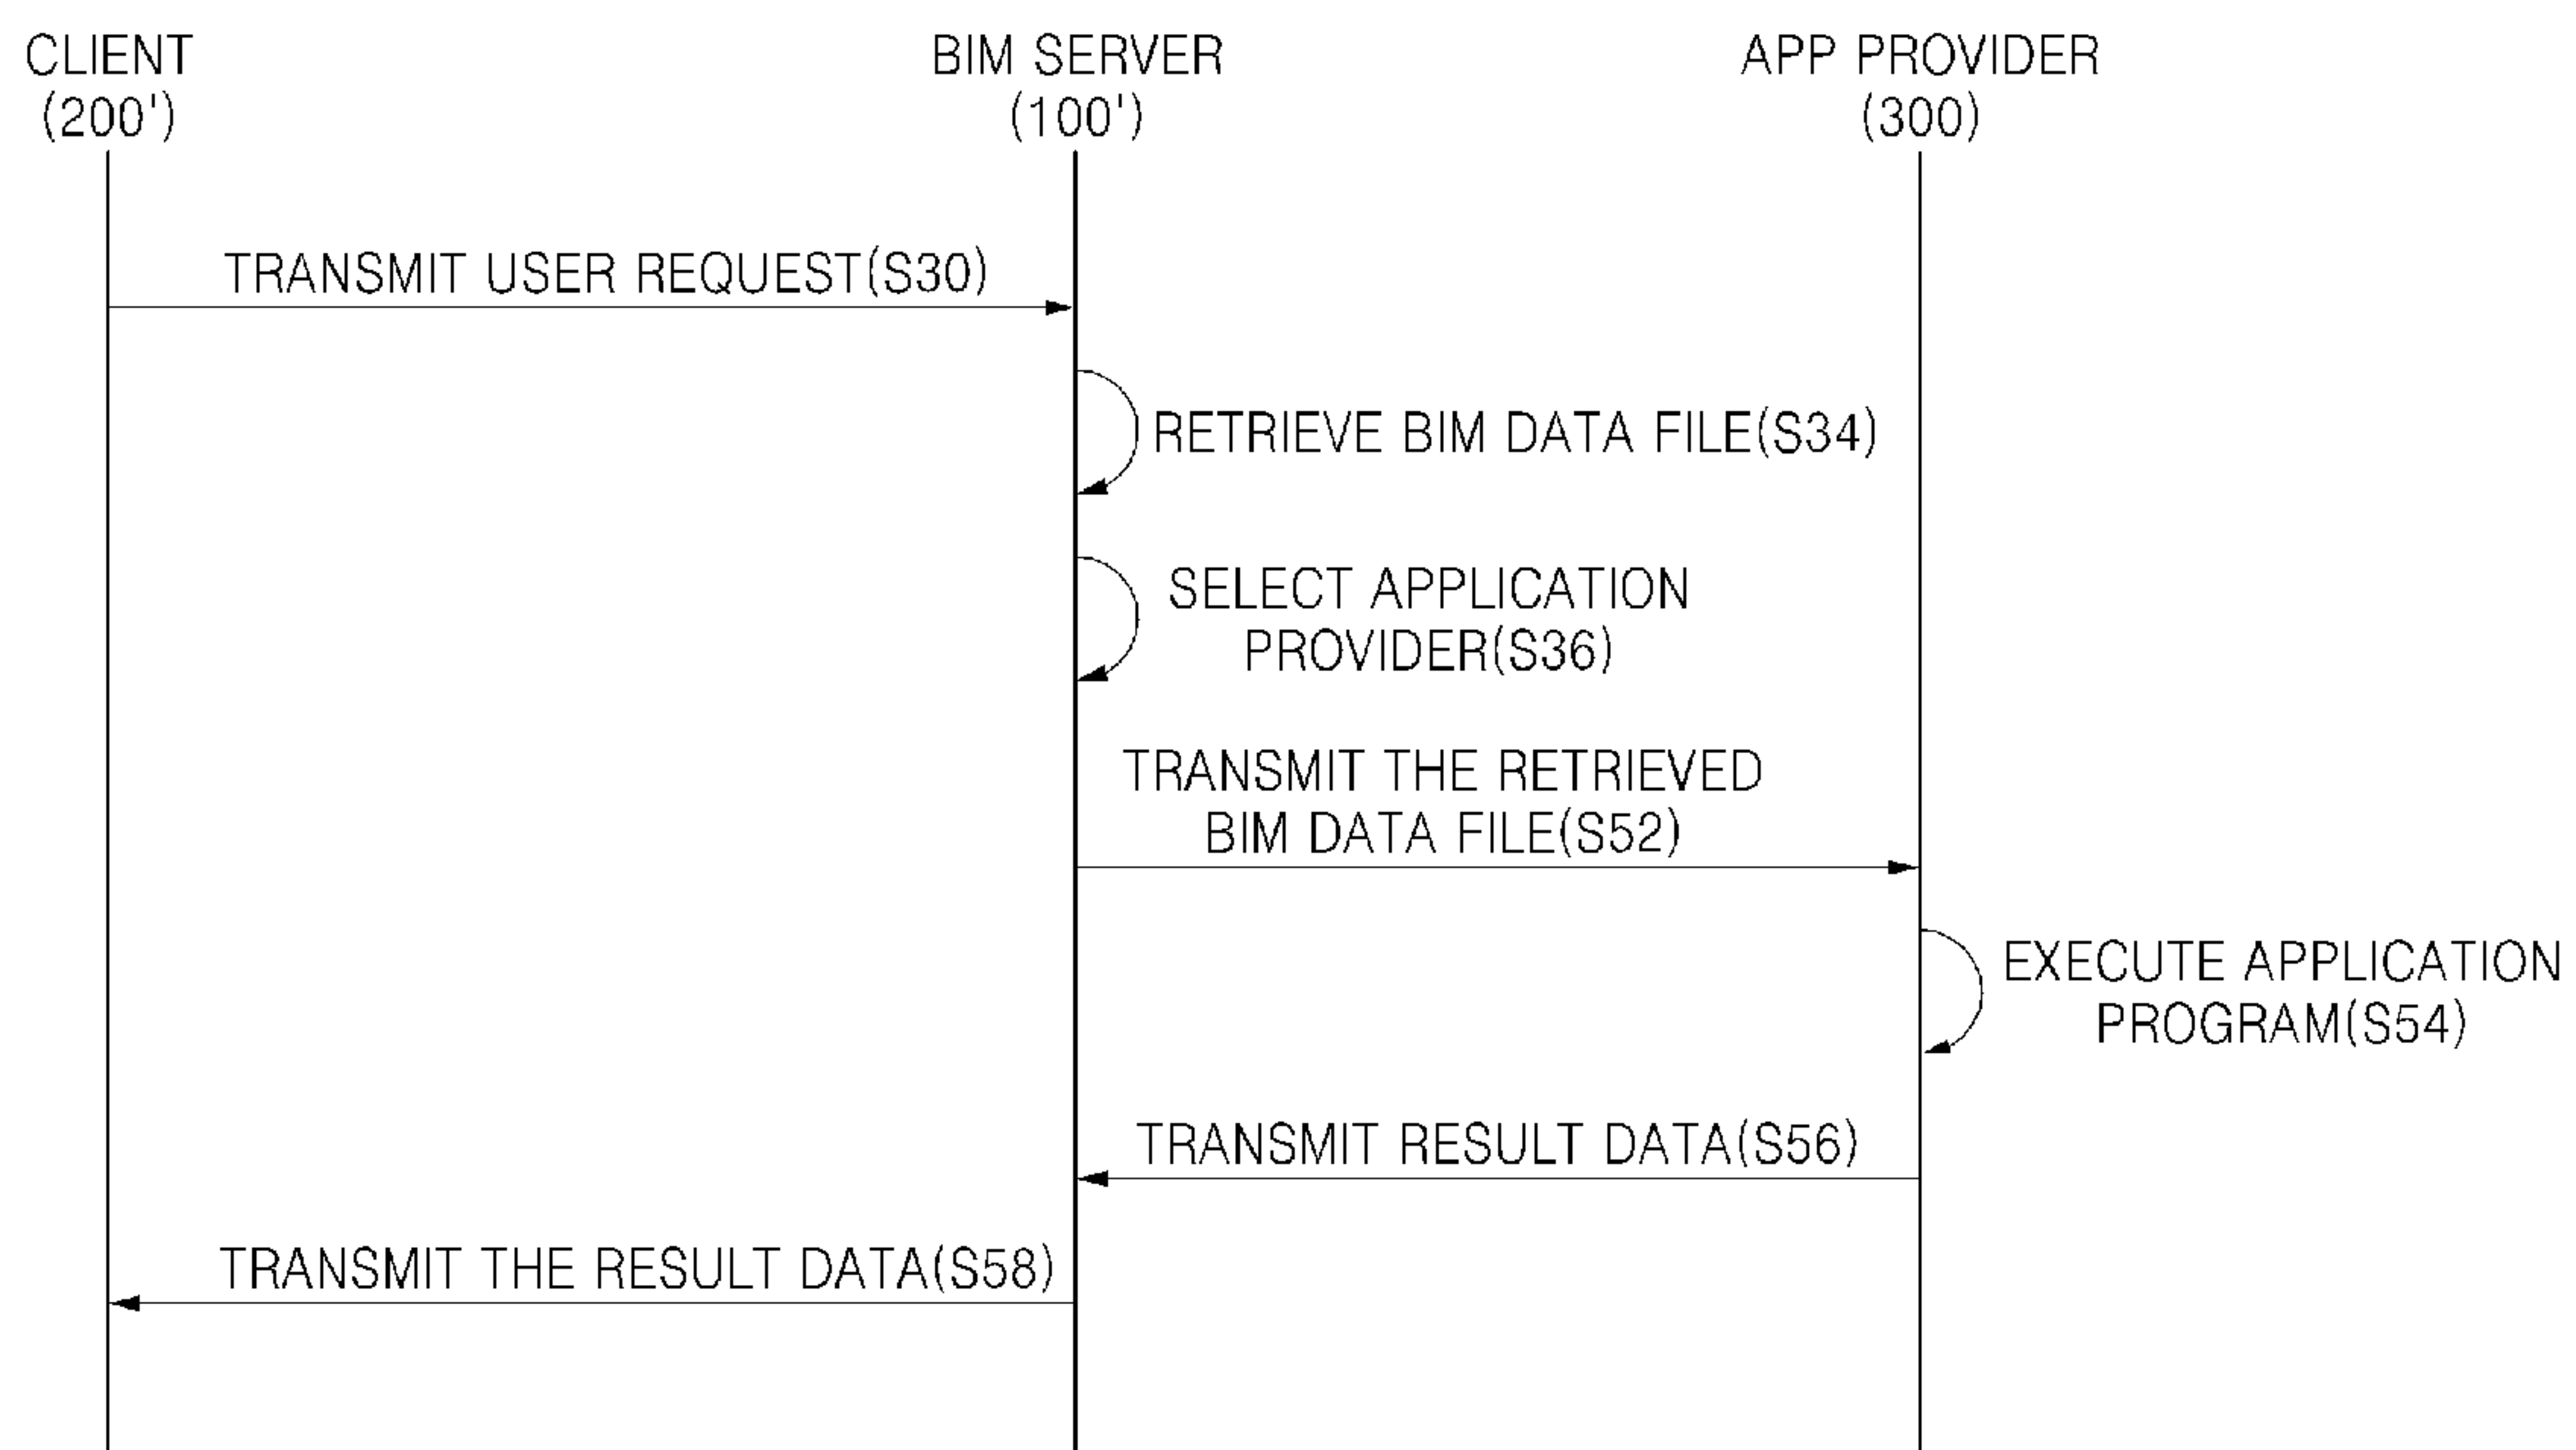 CLIENT
(200')
BIM SERVER
(100')
APP PROVIDER
(300)
TRANSMIT USER REQUEST(S30)
RETRIEVE BIM DATA FILE(S34)
SELECT APPLICATION
PROVIDER(S36)
TRANSMIT THE RETRIEVED
BIM DATA FILE(S52)
EXECUTE APPLICATION
PROGRAM(S54)
TRANSMIT RESULT DATA(S56)
TRANSMIT THE RESULT DATA(S58)